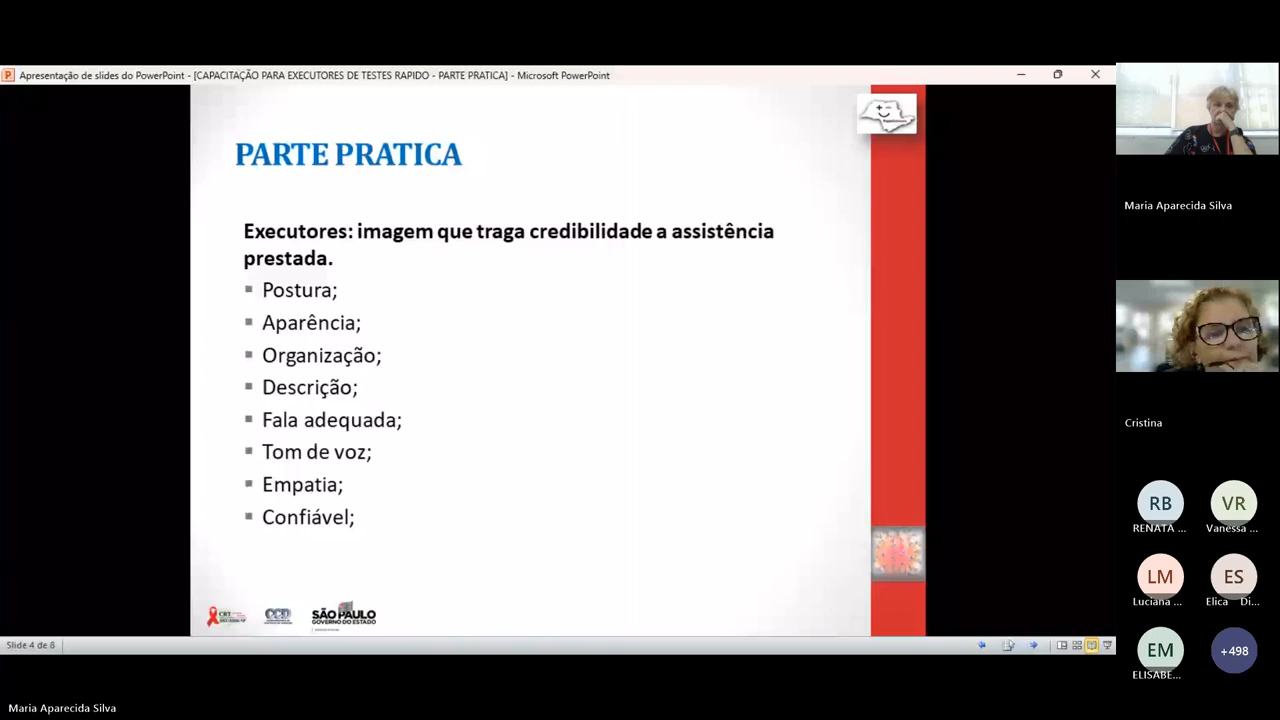 Apresentação de slides do PowerPoint - [CAPACITAÇÃO PARA EXECUTORES DE TESTES RAPIDO - PARTE PRATICA] - Microsoft PowerPoint
PARTE PRATICA
Executores: imagem que traga credibilidade a assistência
prestada.
Postura;
Aparência;
Organização;
Descrição;
Fala adequada;
Tom de voz;
Empatia;
Confiável;
CRT
CCD
SÃO PAULO
GOVERNO DO ESTADO
Slide 4 de 8
Maria Aparecida Silva
Cristina
RB
VR
RENATA ...
Vanessa ...
LM
ES
Luciana ...
Elica Di...
EM
+498
ELISABE...
Maria Aparecida Silva